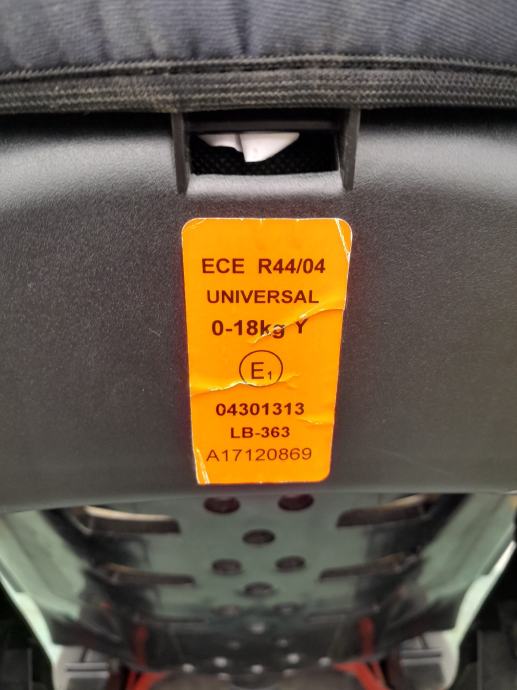 ECE R44/04
UNIVERSAL
0-18kg Y
E1
04301313
LB-363
A17120869